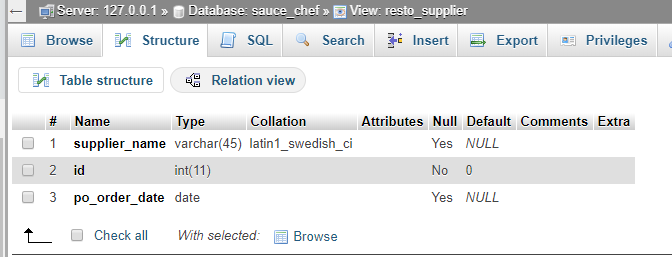 Server: 127.0.0.1 » Database: sauce_chef » View: resto_supplier
Browse Structure SQL Search Insert Export Privileges
Table structure Relation view
# Name Type Collation Attributes Null Default Comments Extra
1 supplier_name varchar(45) latin1_swedish_ci Yes NULL
2 id int(11) No 0
3 po_order_date date Yes NULL
Check all With selected: Browse